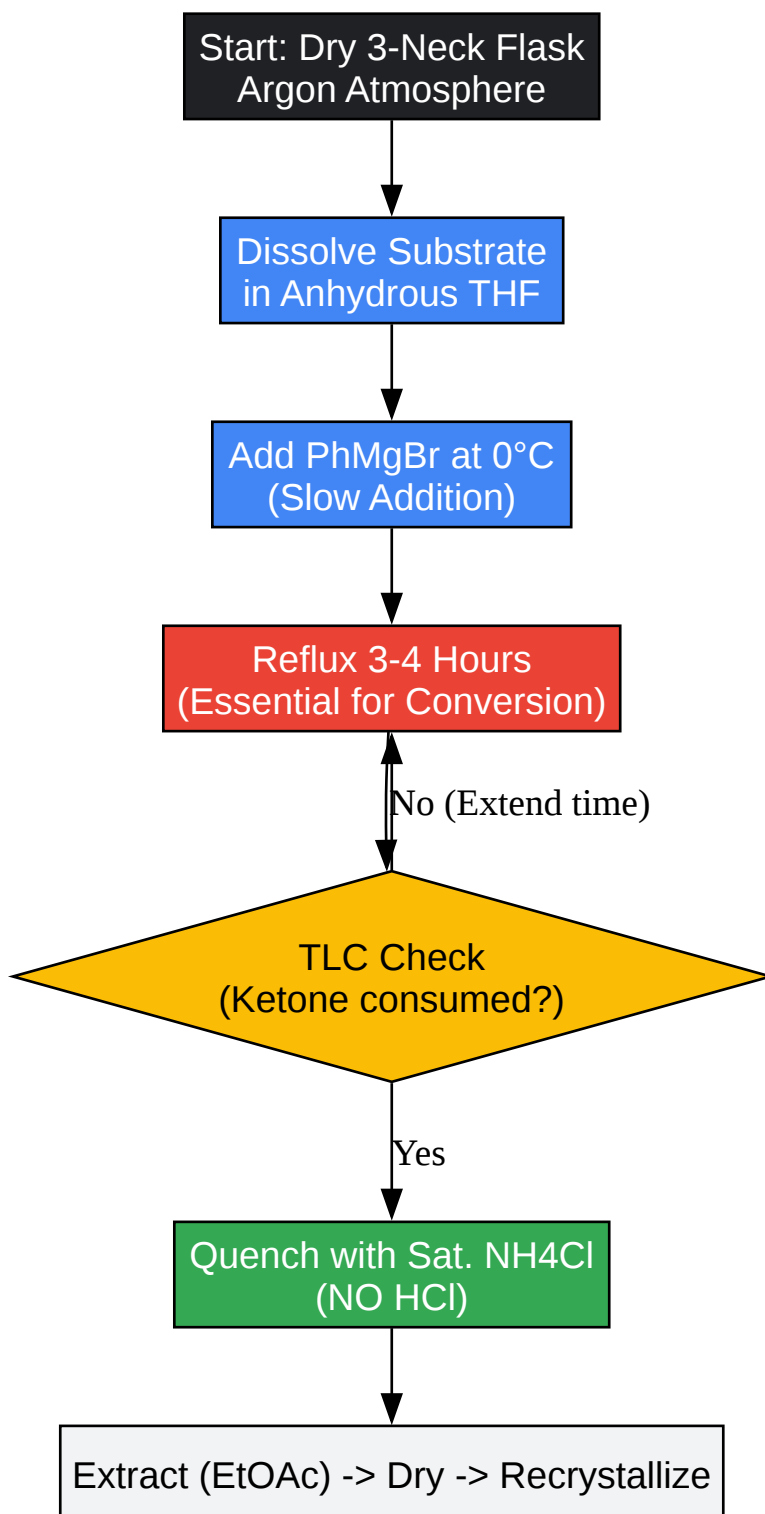 Start: Dry 3-Neck Flask
Argon Atmosphere
Dissolve Substrate
in Anhydrous THF
Add PhMgBr at 0°C
(Slow Addition)
Reflux 3-4 Hours
(Essential for Conversion)
No (Extend time)
TLC Check
(Ketone consumed?)
Yes
Quench with Sat. NH4Cl
(NO HCl)
Extract (EtOAc) -> Dry -> Recrystallize